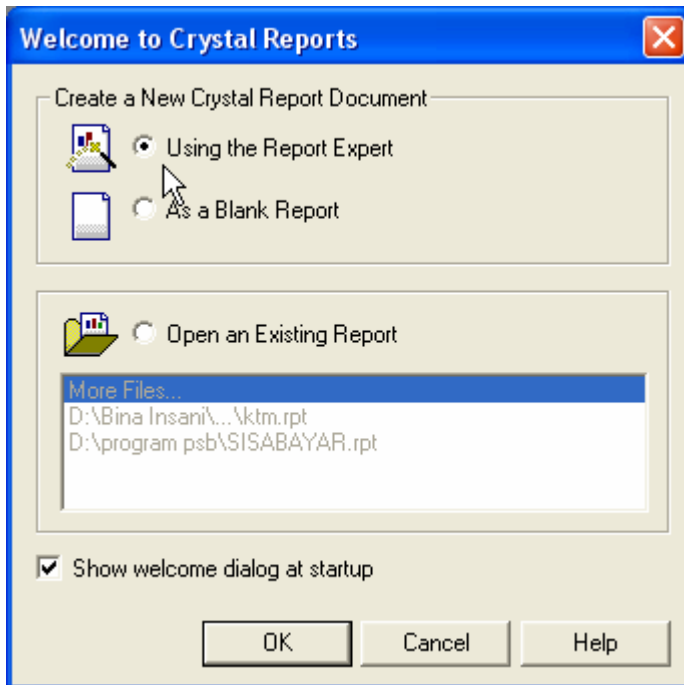 Welcome to Crystal Reports
Create a New Crystal Report Document
Using the Report Expert
As a Blank Report
Open an Existing Report
More Files...
D:\Bina Insani\...\ktm.rpt
D:\program psb\SISABAYAR.rpt
Show welcome dialog at startup
OK Cancel Help